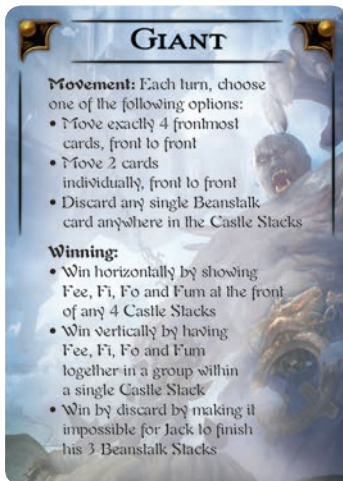 GIANT
Movement: Each turn, choose
one of the following options:
• Move exactly 4 frontmost
cards, front to front
• Move 2 cards
individually, front to front
• Discard any single Beanstalk
card anywhere in the Castle Stacks
Winning:
• Win horizontally by showing
Fee, Fi, Fo and Fum at the front
of any 4 Castle Stacks
• Win vertically by having
Fee, Fi, Fo and Fum
together in a group within
a single Castle Stack
• Win by discard by making it
impossible for Jack to finish
his 3 Beanstalk Stacks